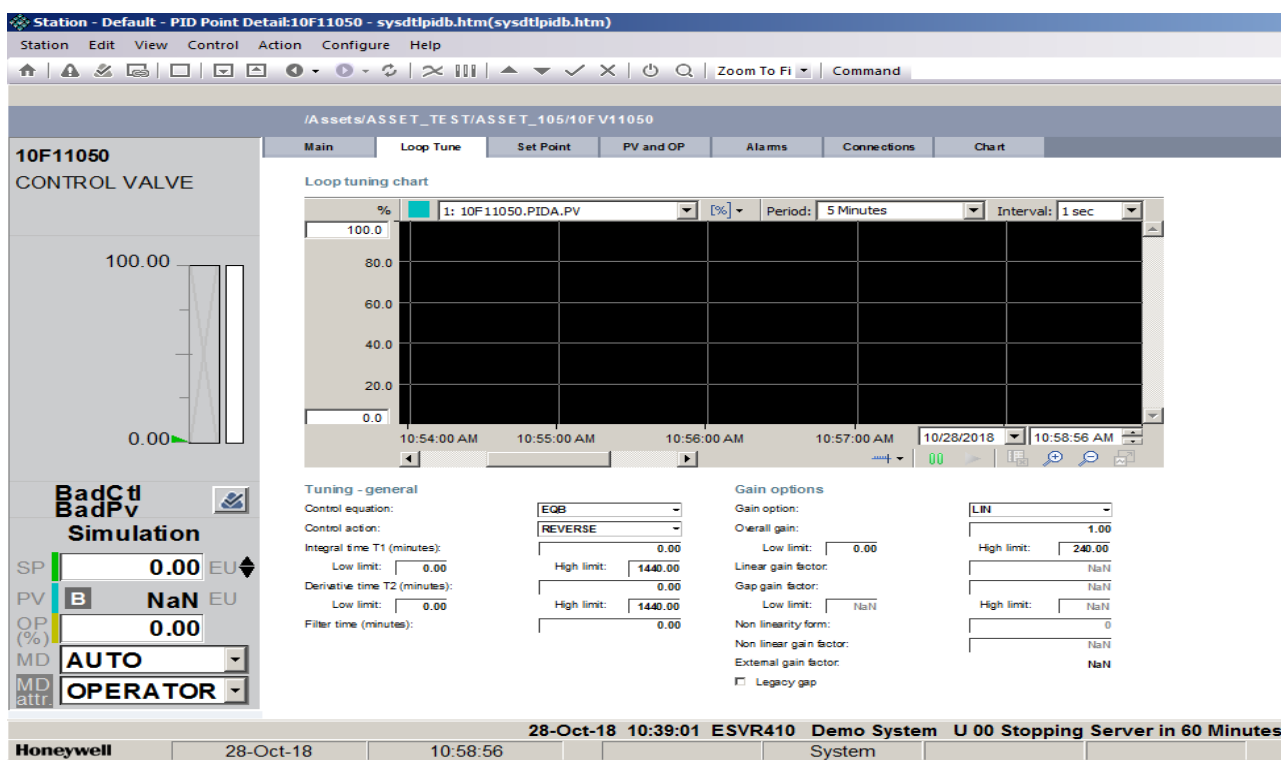 Station - Default - PID Point Detail:10F11050 - sysdtlpidb.htm(sysdtlpidb.htm)
Station Edit View Control Action Configure Help
Zoom To Fi Command
/Assets/ASSET_TEST/ASSET_105/10FV11050
10F11050
CONTROL VALVE
Main Loop Tune Set Point PV and OP Alarms Connections Chart
Loop tuning chart
% 1: 10F11050.PIDA.PV [%] Period: 5 Minutes Interval: 1 sec
100.0
80.0
60.0
40.0
20.0
0.0
10:54:00 AM 10:55:00 AM 10:56:00 AM 10:57:00 AM 10/28/2018 10:58:56 AM
100.00
0.00
BadCtl
BadPv
Simulation
SP 0.00 EU
PV B NaN EU
OP (%) 0.00
MD AUTO
MD attr. OPERATOR
Tuning - general
Control equation: EQB
Control action: REVERSE
Integral time T1 (minutes): 0.00
Low limit: 0.00 High limit: 1440.00
Derivative time T2 (minutes): 0.00
Low limit: 0.00 High limit: 1440.00
Filter time (minutes): 0.00
Gain options
Gain option: LIN
Overall gain: 1.00
Low limit: 0.00 High limit: 240.00
Linear gain factor: NaN
Gap gain factor: NaN
Low limit: NaN High limit: NaN
Non linearity form: 0
Non linear gain factor: NaN
External gain factor: NaN
Legacy gap
28-Oct-18 10:39:01 ESVR410 Demo System U 00 Stopping Server in 60 Minutes
Honeywell 28-Oct-18 10:58:56 System